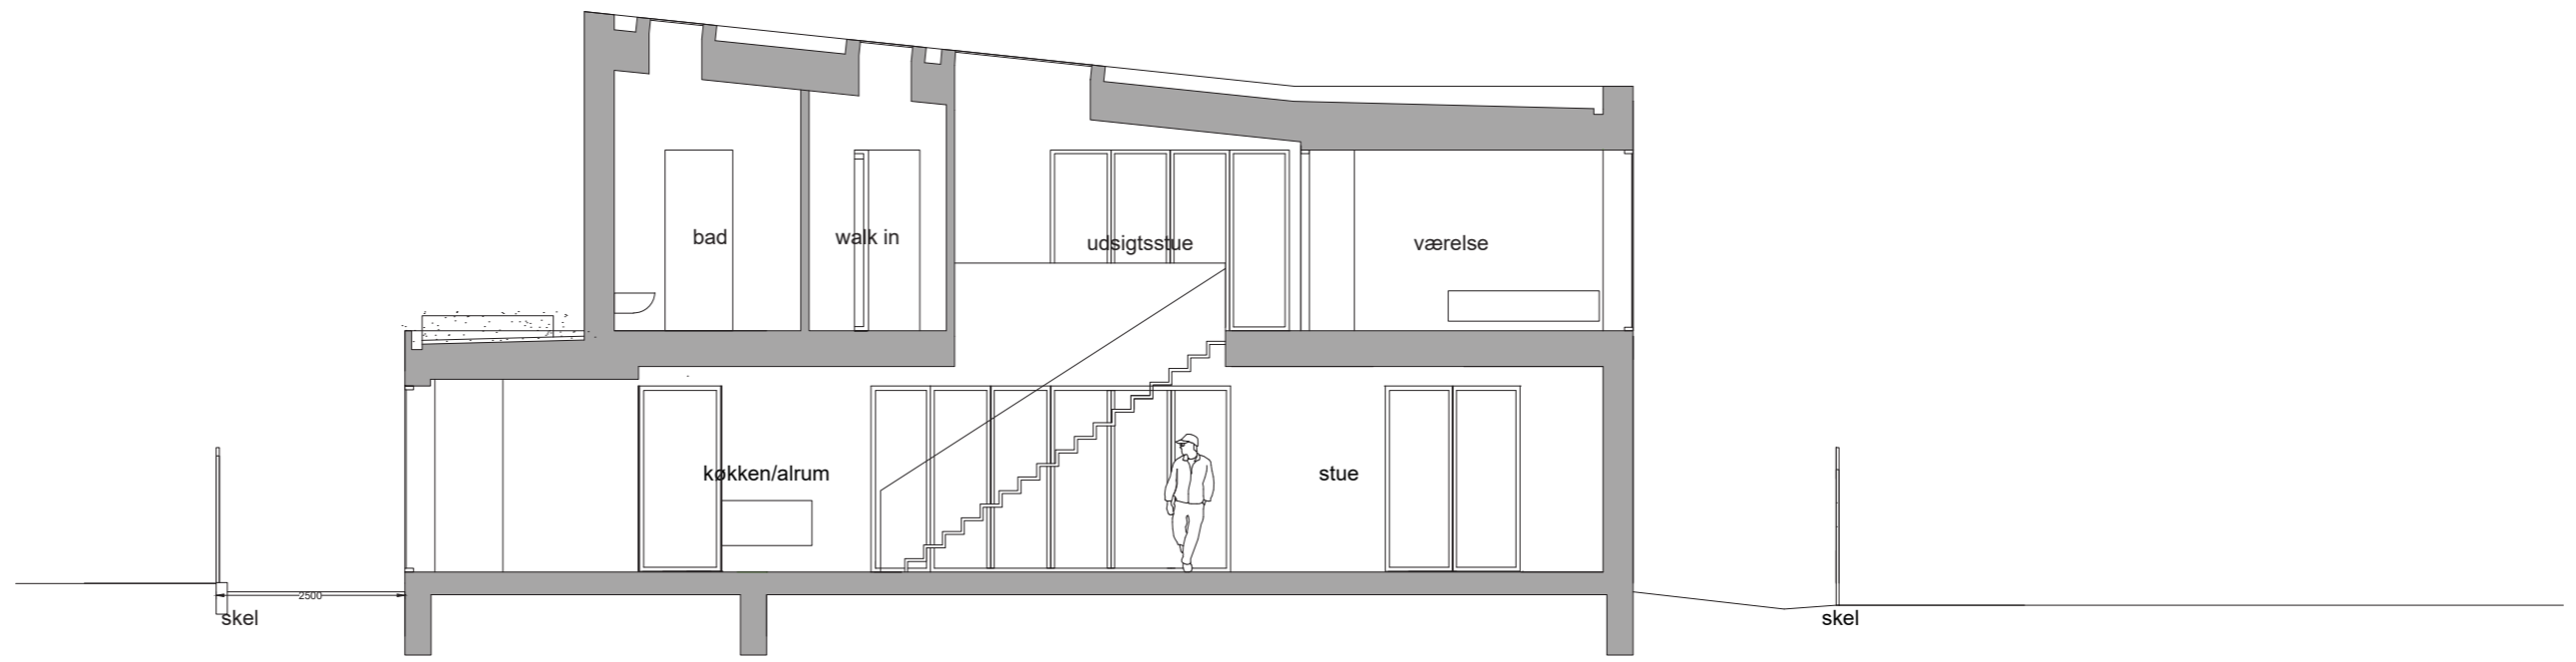 bad
walk in
udsigtsstue
værelse
køkken/alrum
stue
2500
skel
skel